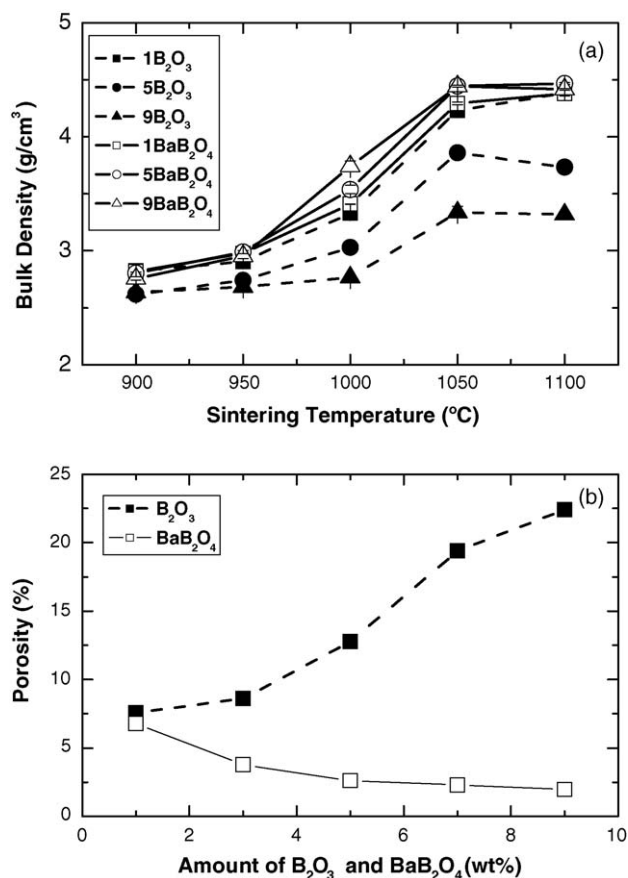 (a)
1B₂O₃
5B₂O₃
9B₂O₃
1BaB₂O₄
5BaB₂O₄
9BaB₂O₄
Bulk Density (g/cm³)
5
4
3
2
900 950 1000 1050 1100
Sintering Temperature (°C)
(b)
B₂O₃
BaB₂O₄
Porosity (%)
25
20
15
10
5
0
0 2 4 6 8 10
Amount of B₂O₃ and BaB₂O₄(wt%)